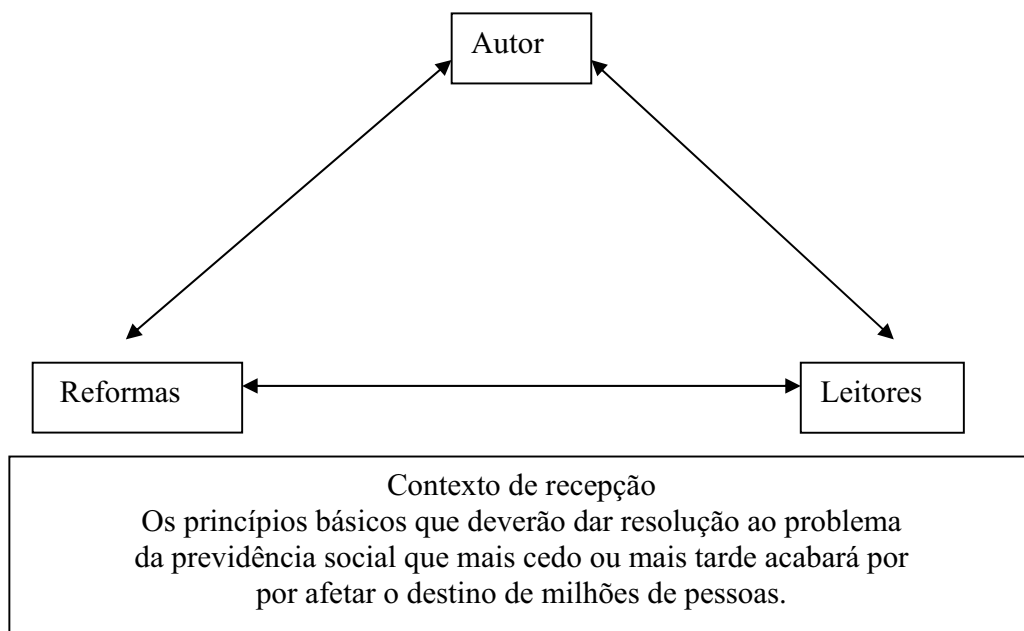 Autor
Reformas
Leitores
Contexto de recepção
Os princípios básicos que deverão dar resolução ao problema
da previdência social que mais cedo ou mais tarde acabará por
por afetar o destino de milhões de pessoas.